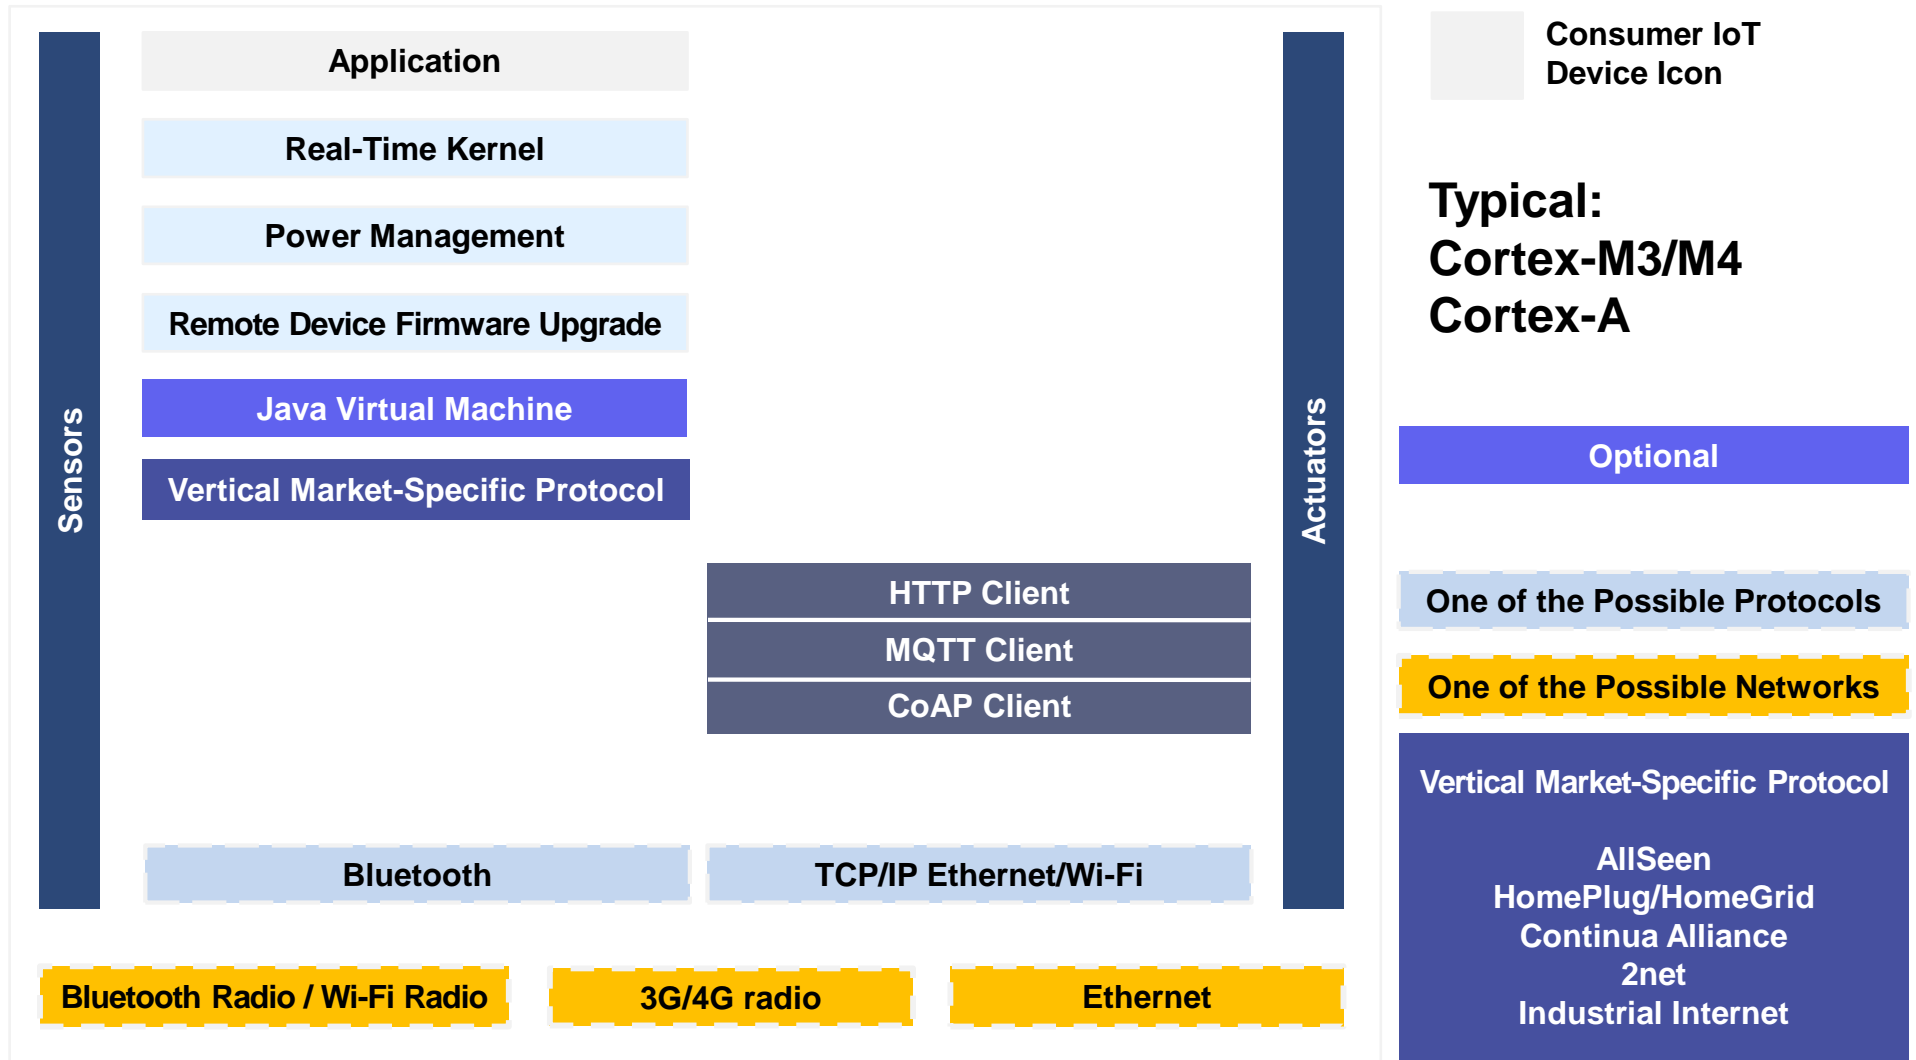 Application
Real-Time Kernel
Power Management
Remote Device Firmware Upgrade
Java Virtual Machine
Vertical Market-Specific Protocol
Sensors
HTTP Client
MQTT Client
CoAP Client
Actuators
Bluetooth
TCP/IP Ethernet/Wi-Fi
Bluetooth Radio / Wi-Fi Radio
3G/4G radio
Ethernet
Consumer IoT
Device Icon
Typical:
Cortex-M3/M4
Cortex-A
Optional
One of the Possible Protocols
One of the Possible Networks
Vertical Market-Specific Protocol
AllSeen
HomePlug/HomeGrid
Continua Alliance
2net
Industrial Internet